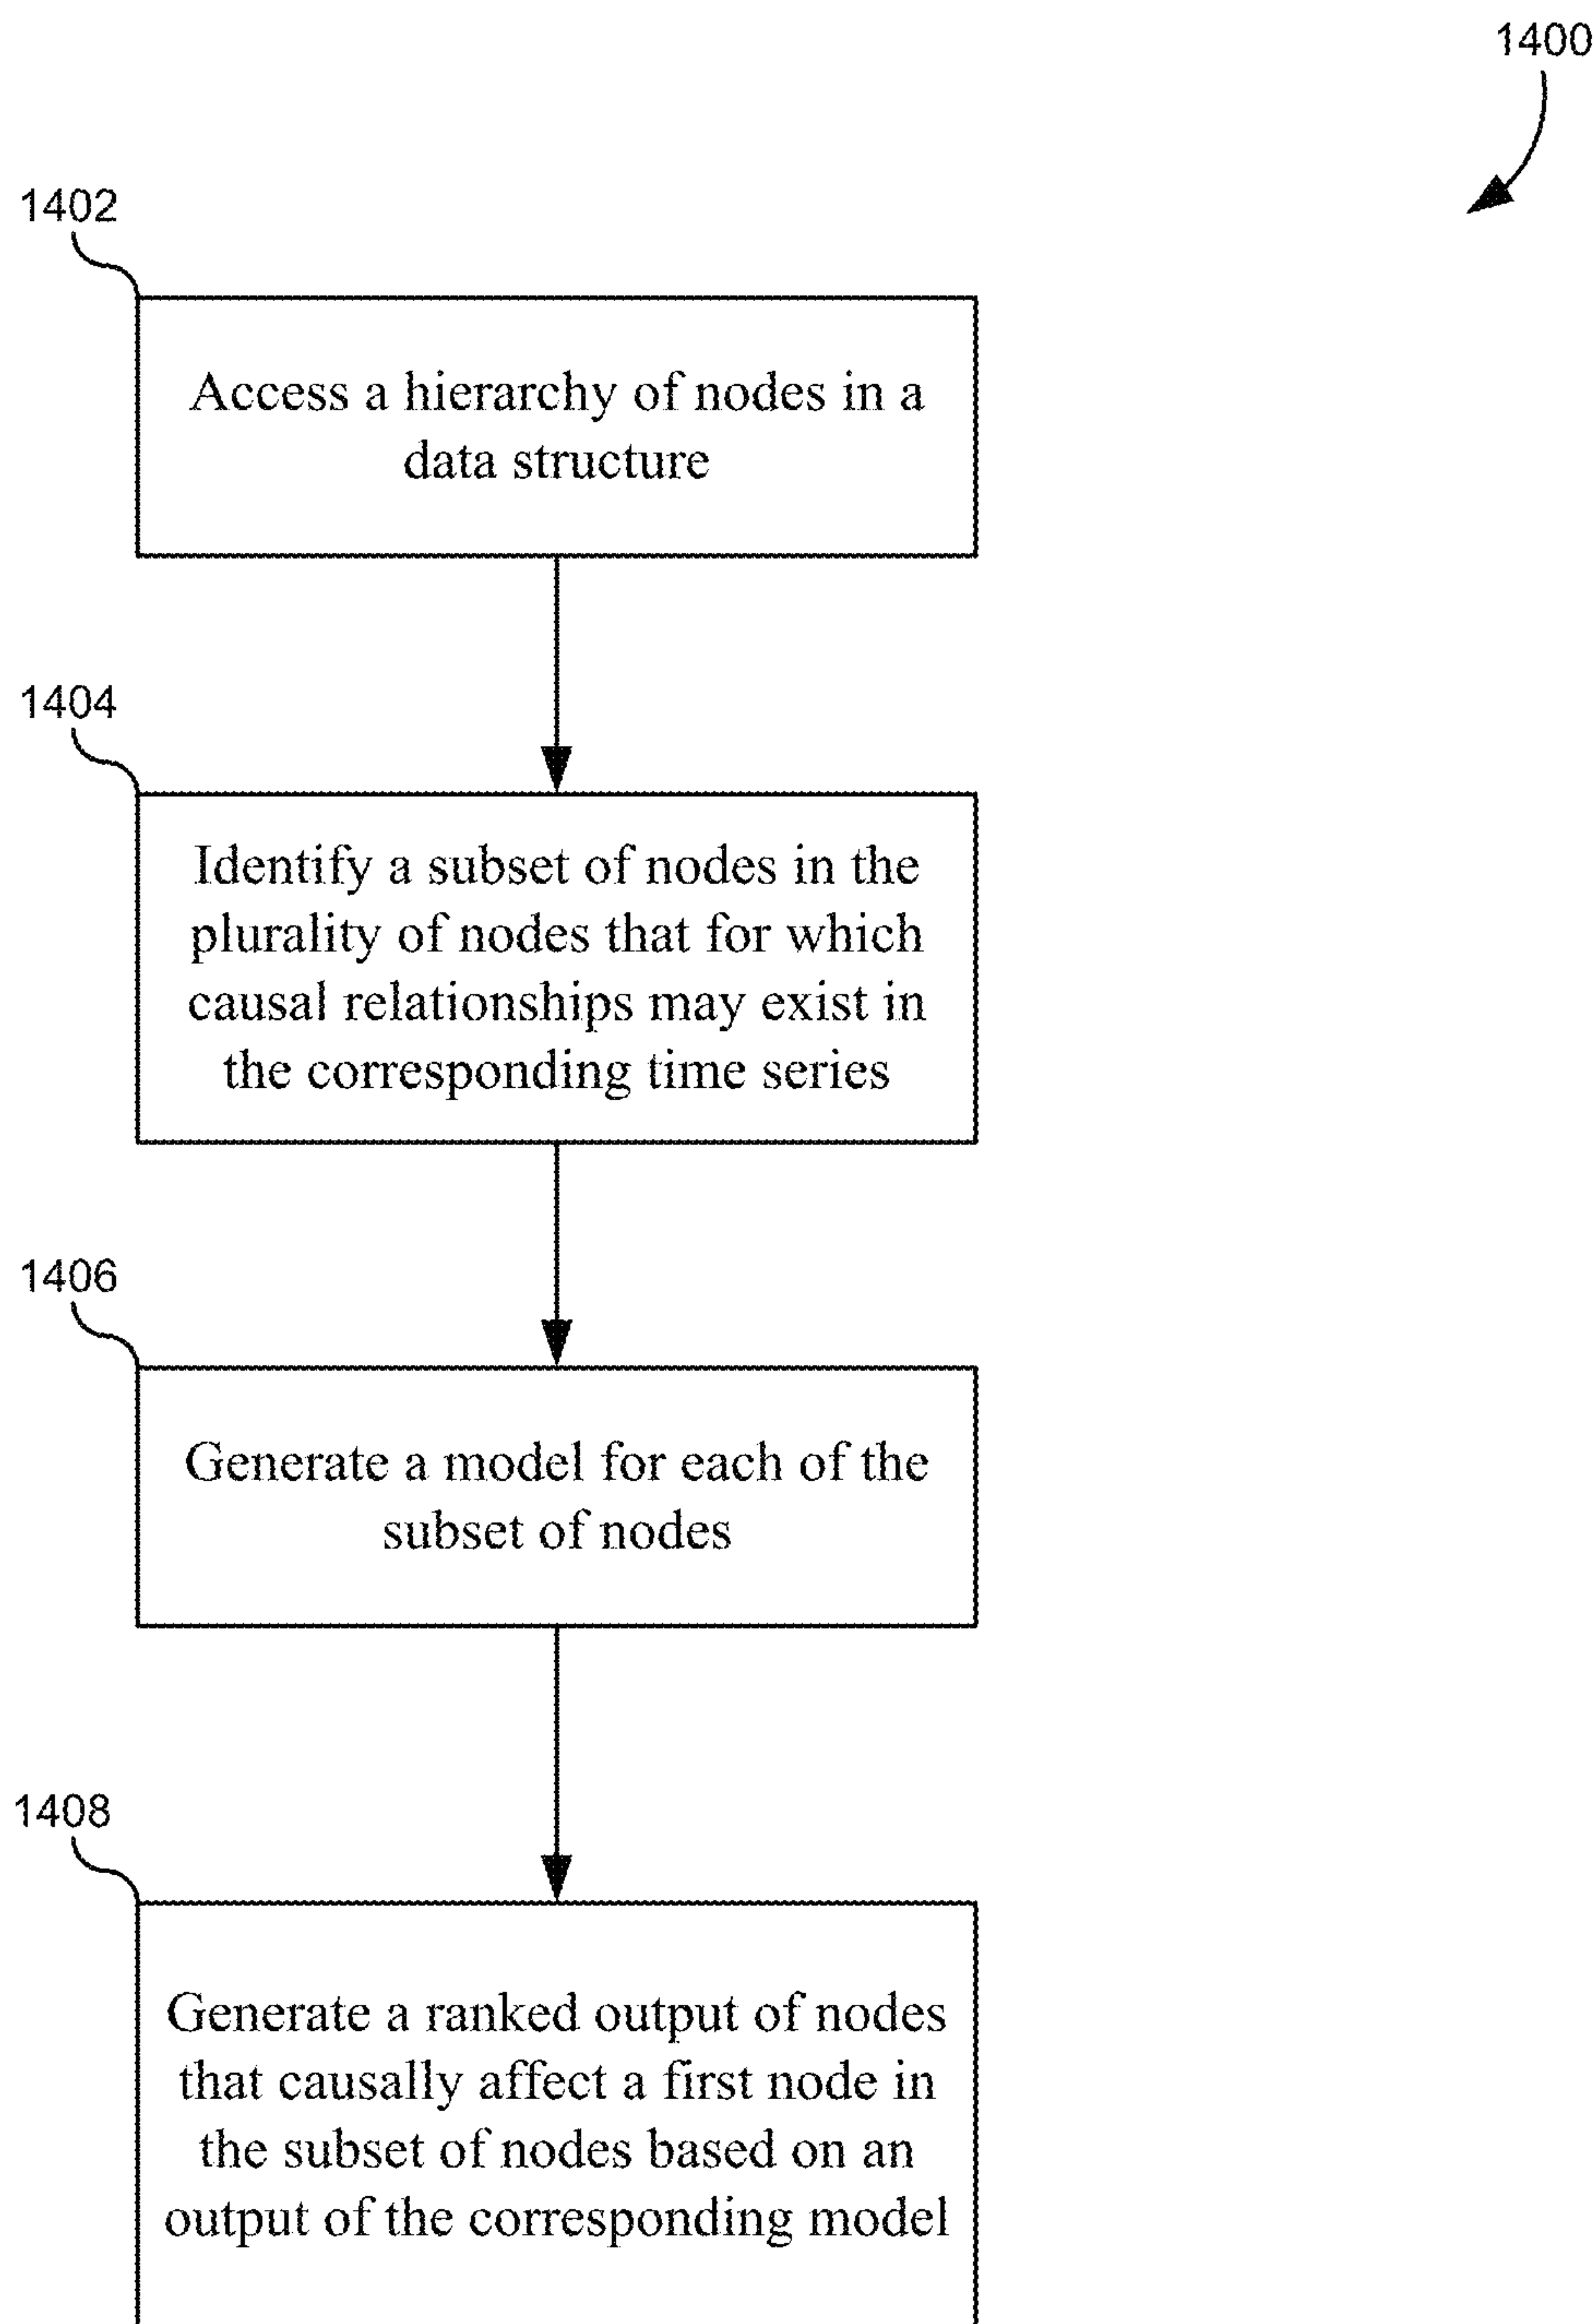 1400
1402
Access a hierarchy of nodes in a
data structure
1404
Identify a subset of nodes in the
plurality of nodes that for which
causal relationships may exist in
the corresponding time series
1406
Generate a model for each of the
subset of nodes
1408
Generate a ranked output of nodes
that causally affect a first node in
the subset of nodes based on an
output of the corresponding model